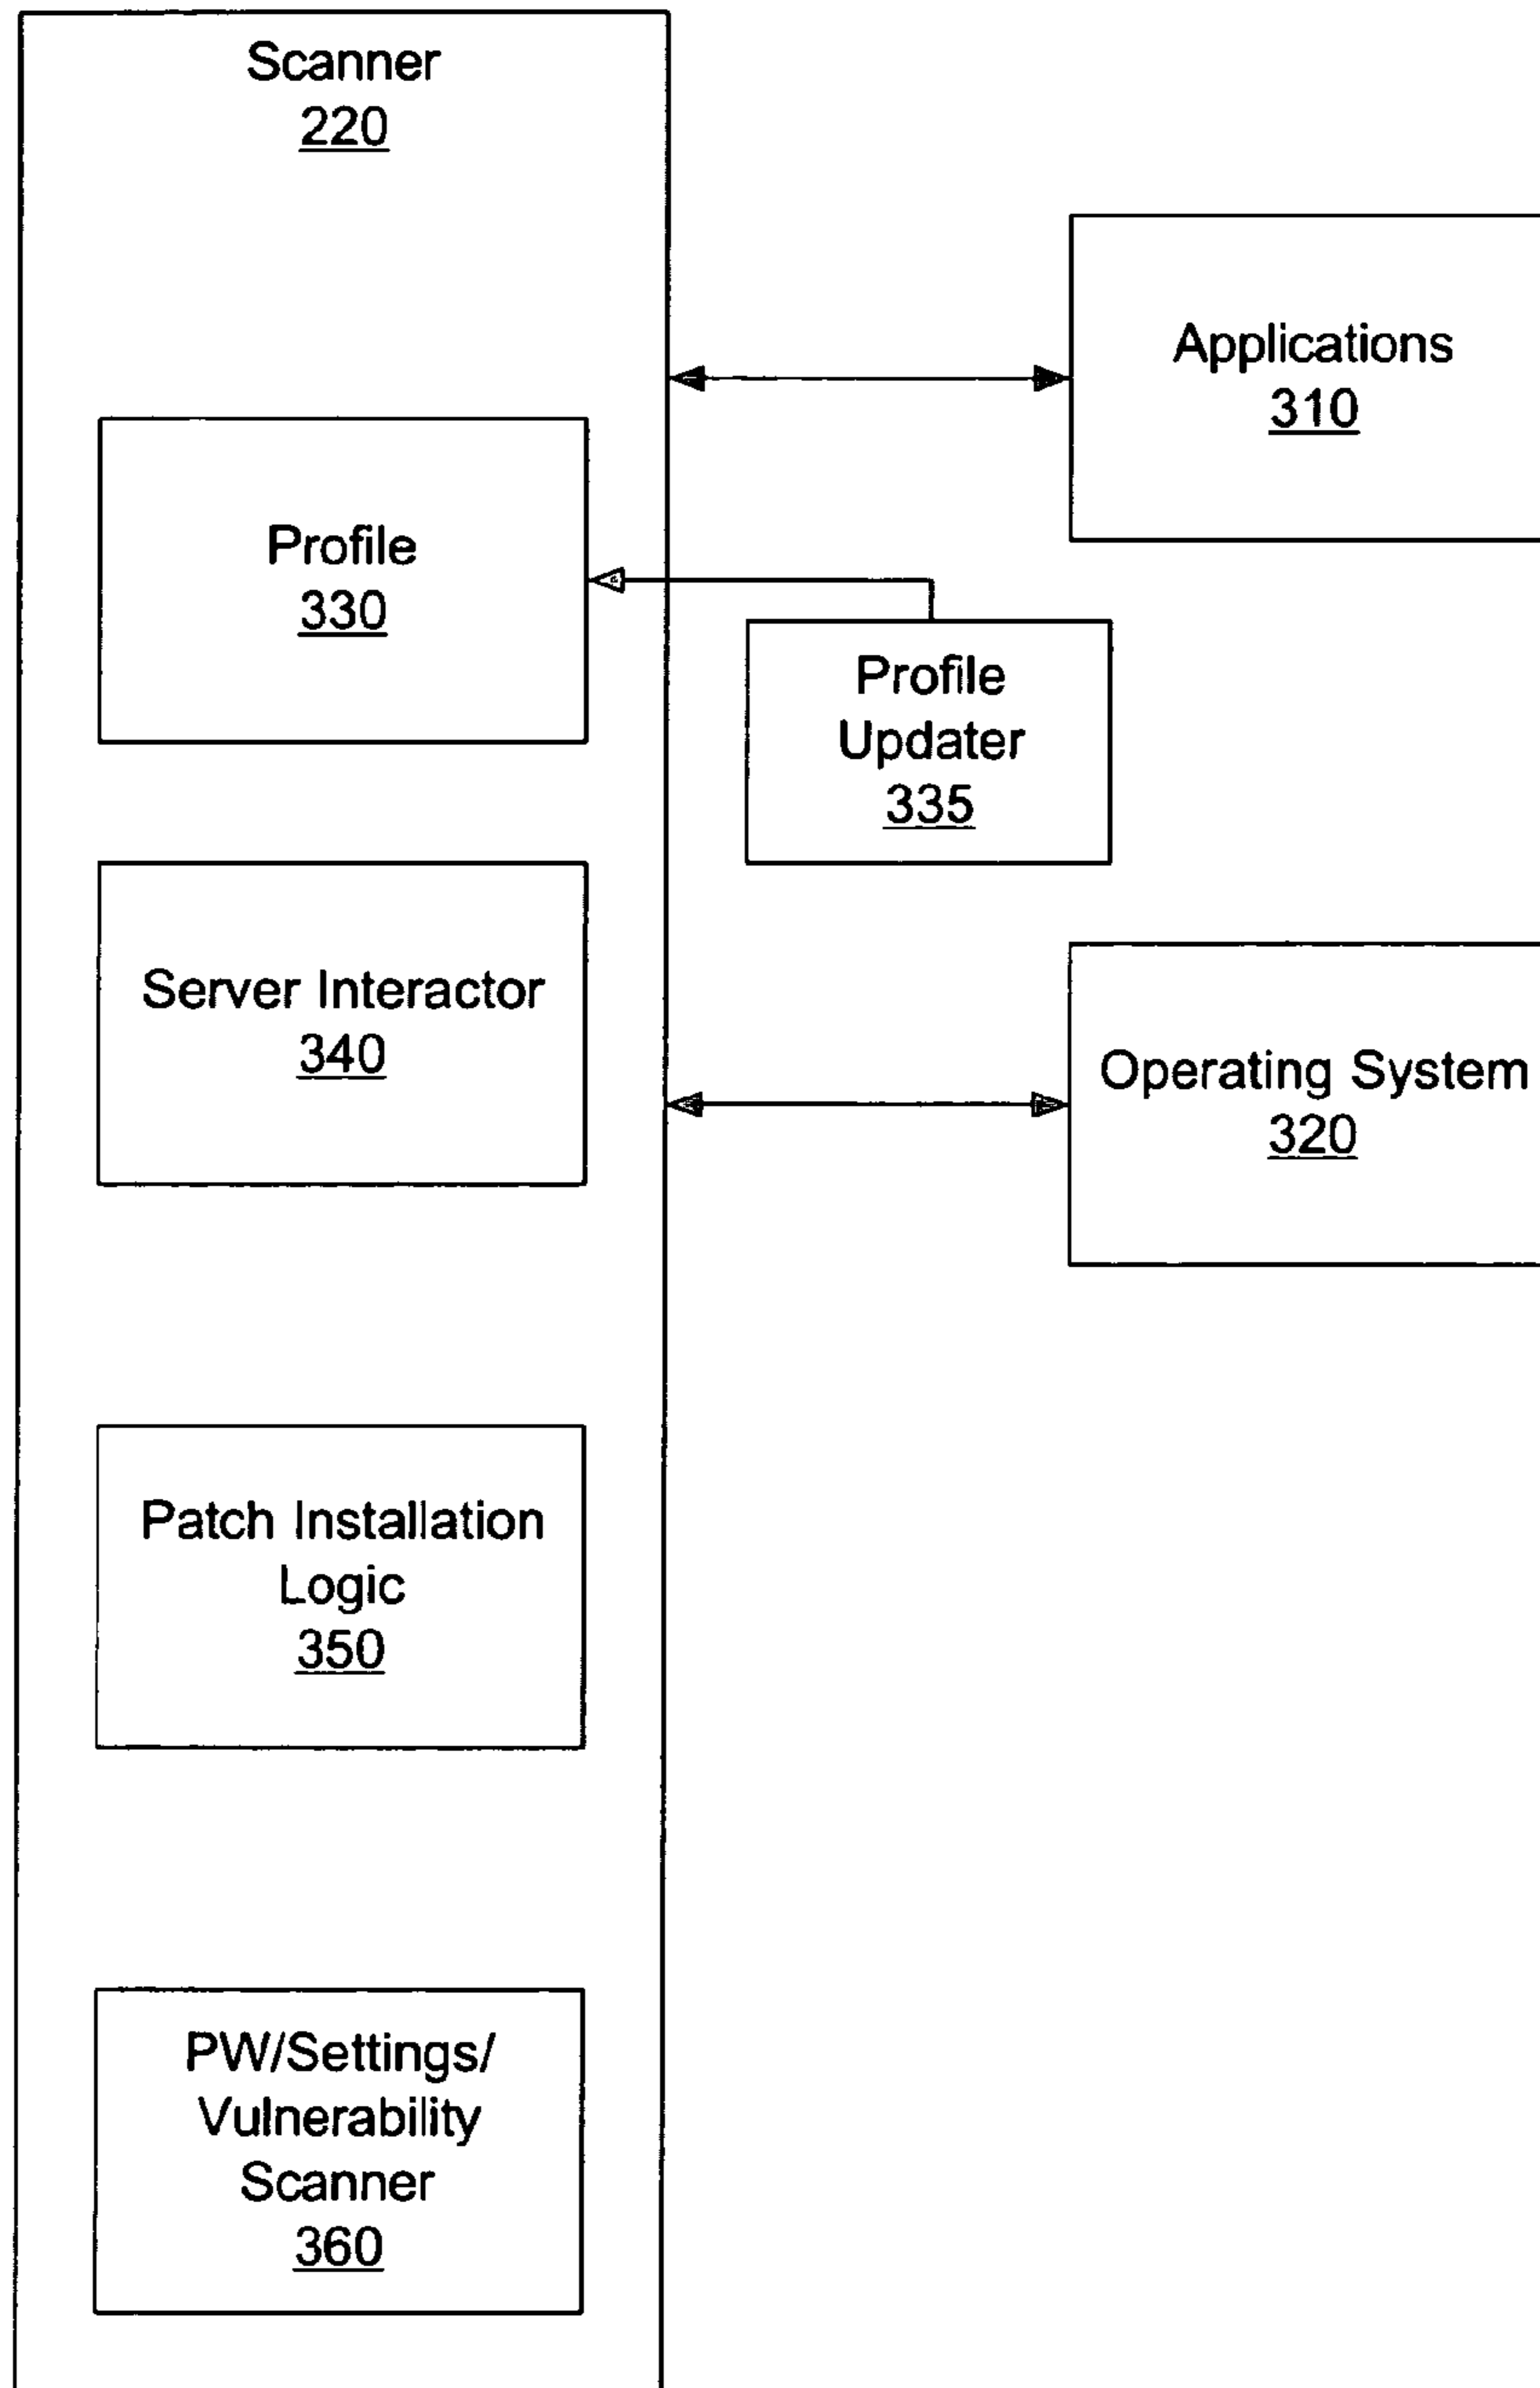 Scanner
220
Applications
310
Profile
330
Profile
Updater
335
Server Interactor
340
Operating System
320
Patch Installation
Logic
350
PW/Settings/
Vulnerability
Scanner
360